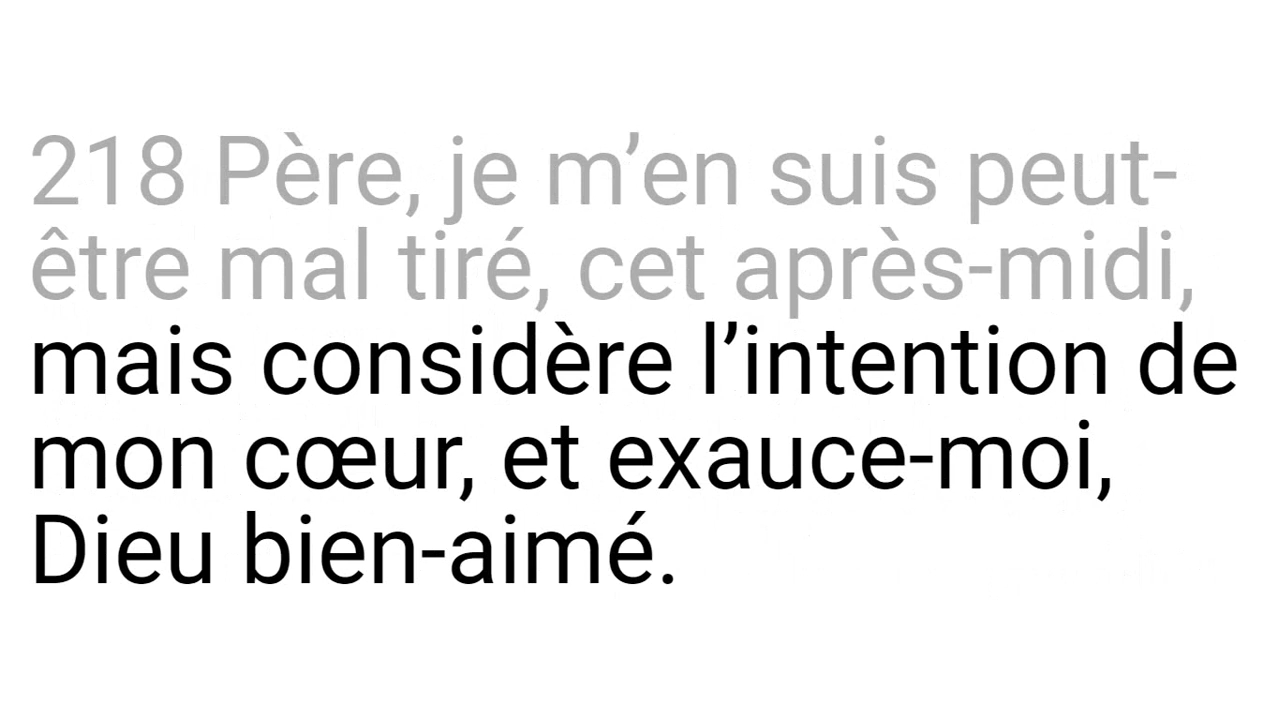 218 Père, je m’en suis peut-
être mal tiré, cet après-midi,
mais considère l’intention de
mon cœur, et exauce-moi,
Dieu bien-aimé.